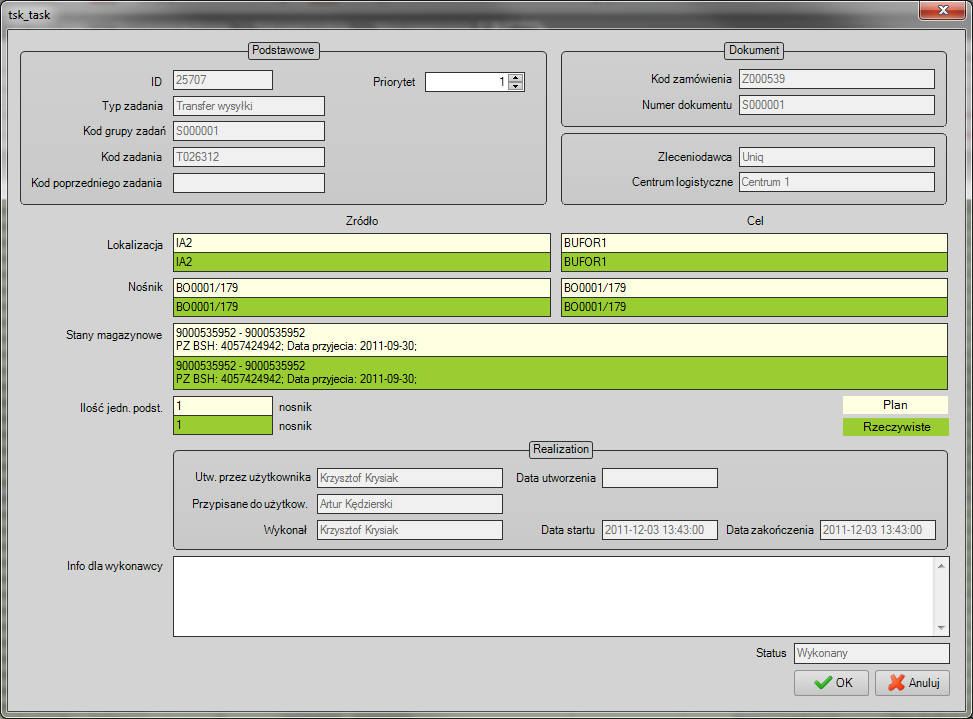 tsk_task
Podstawowe
ID 25707 Priorytet 1
Typ zadania Transfer wysyłki
Kod grupy zadań S000001
Kod zadania T026312
Kod poprzedniego zadania
Dokument
Kod zamówienia Z000539
Numer dokumentu S000001
Zleceniodawca Uniq
Centrum logistyczne Centrum 1
Zródło Cel
Lokalizacja IA2 BUFOR1
IA2 BUFOR1
Nośnik BO0001/179 BO0001/179
BO0001/179 BO0001/179
Stany magazynowe 9000535952 - 9000535952
PZ BSH: 4057424942; Data przyjecia: 2011-09-30;
9000535952 - 9000535952
PZ BSH: 4057424942; Data przyjecia: 2011-09-30;
Ilość jedn. podst. 1 nosnik Plan
1 nosnik Rzeczywiste
Realization
Utw. przez użytkownika Krzysztof Krysiak Data utworzenia
Przypisane do użytkow. Artur Kędzierski
Wykonał Krzysztof Krysiak Data startu 2011-12-03 13:43:00 Data zakończenia 2011-12-03 13:43:00
Info dla wykonawcy
Status Wykonany
OK Anuluj